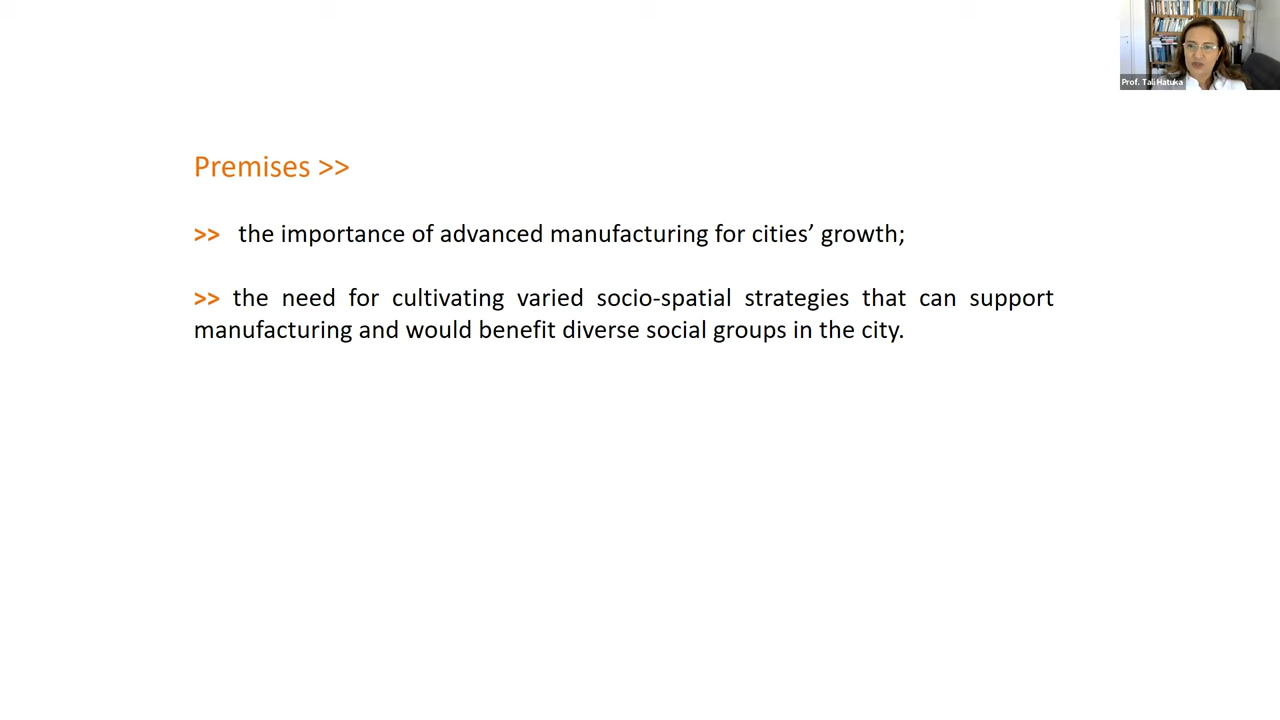 Prof. Tali Hatuka
Premises >>
>> the importance of advanced manufacturing for cities’ growth;
>> the need for cultivating varied socio-spatial strategies that can support
manufacturing and would benefit diverse social groups in the city.